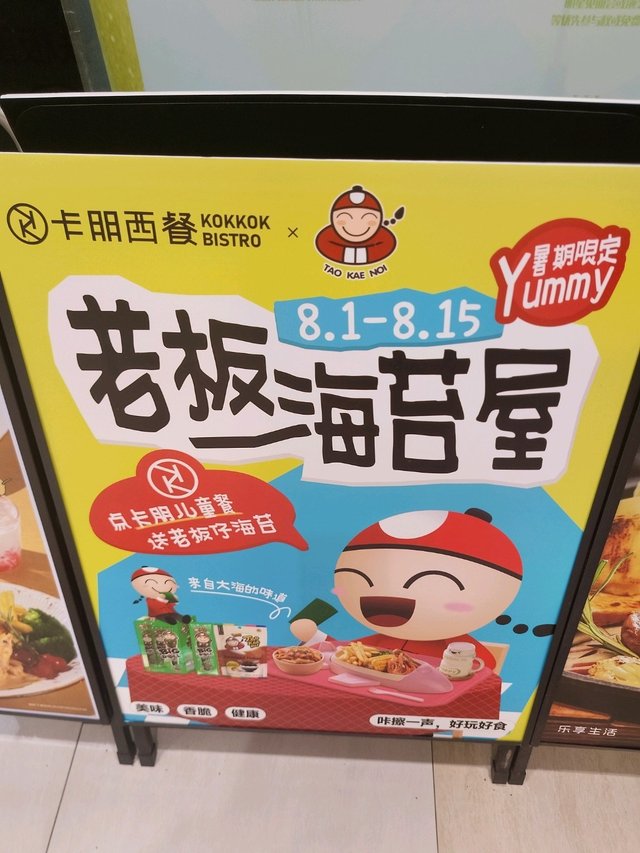 卡朋西餐 KOKKOK BISTRO × TAO KAE NOI
暑期限定
Yummy
8.1-8.15
老板海苔屋
点卡朋儿童餐
送老板仔海苔
来自大海的味道
BIG
美味 香脆 健康
咔擦一声，好玩好食
乐享生活